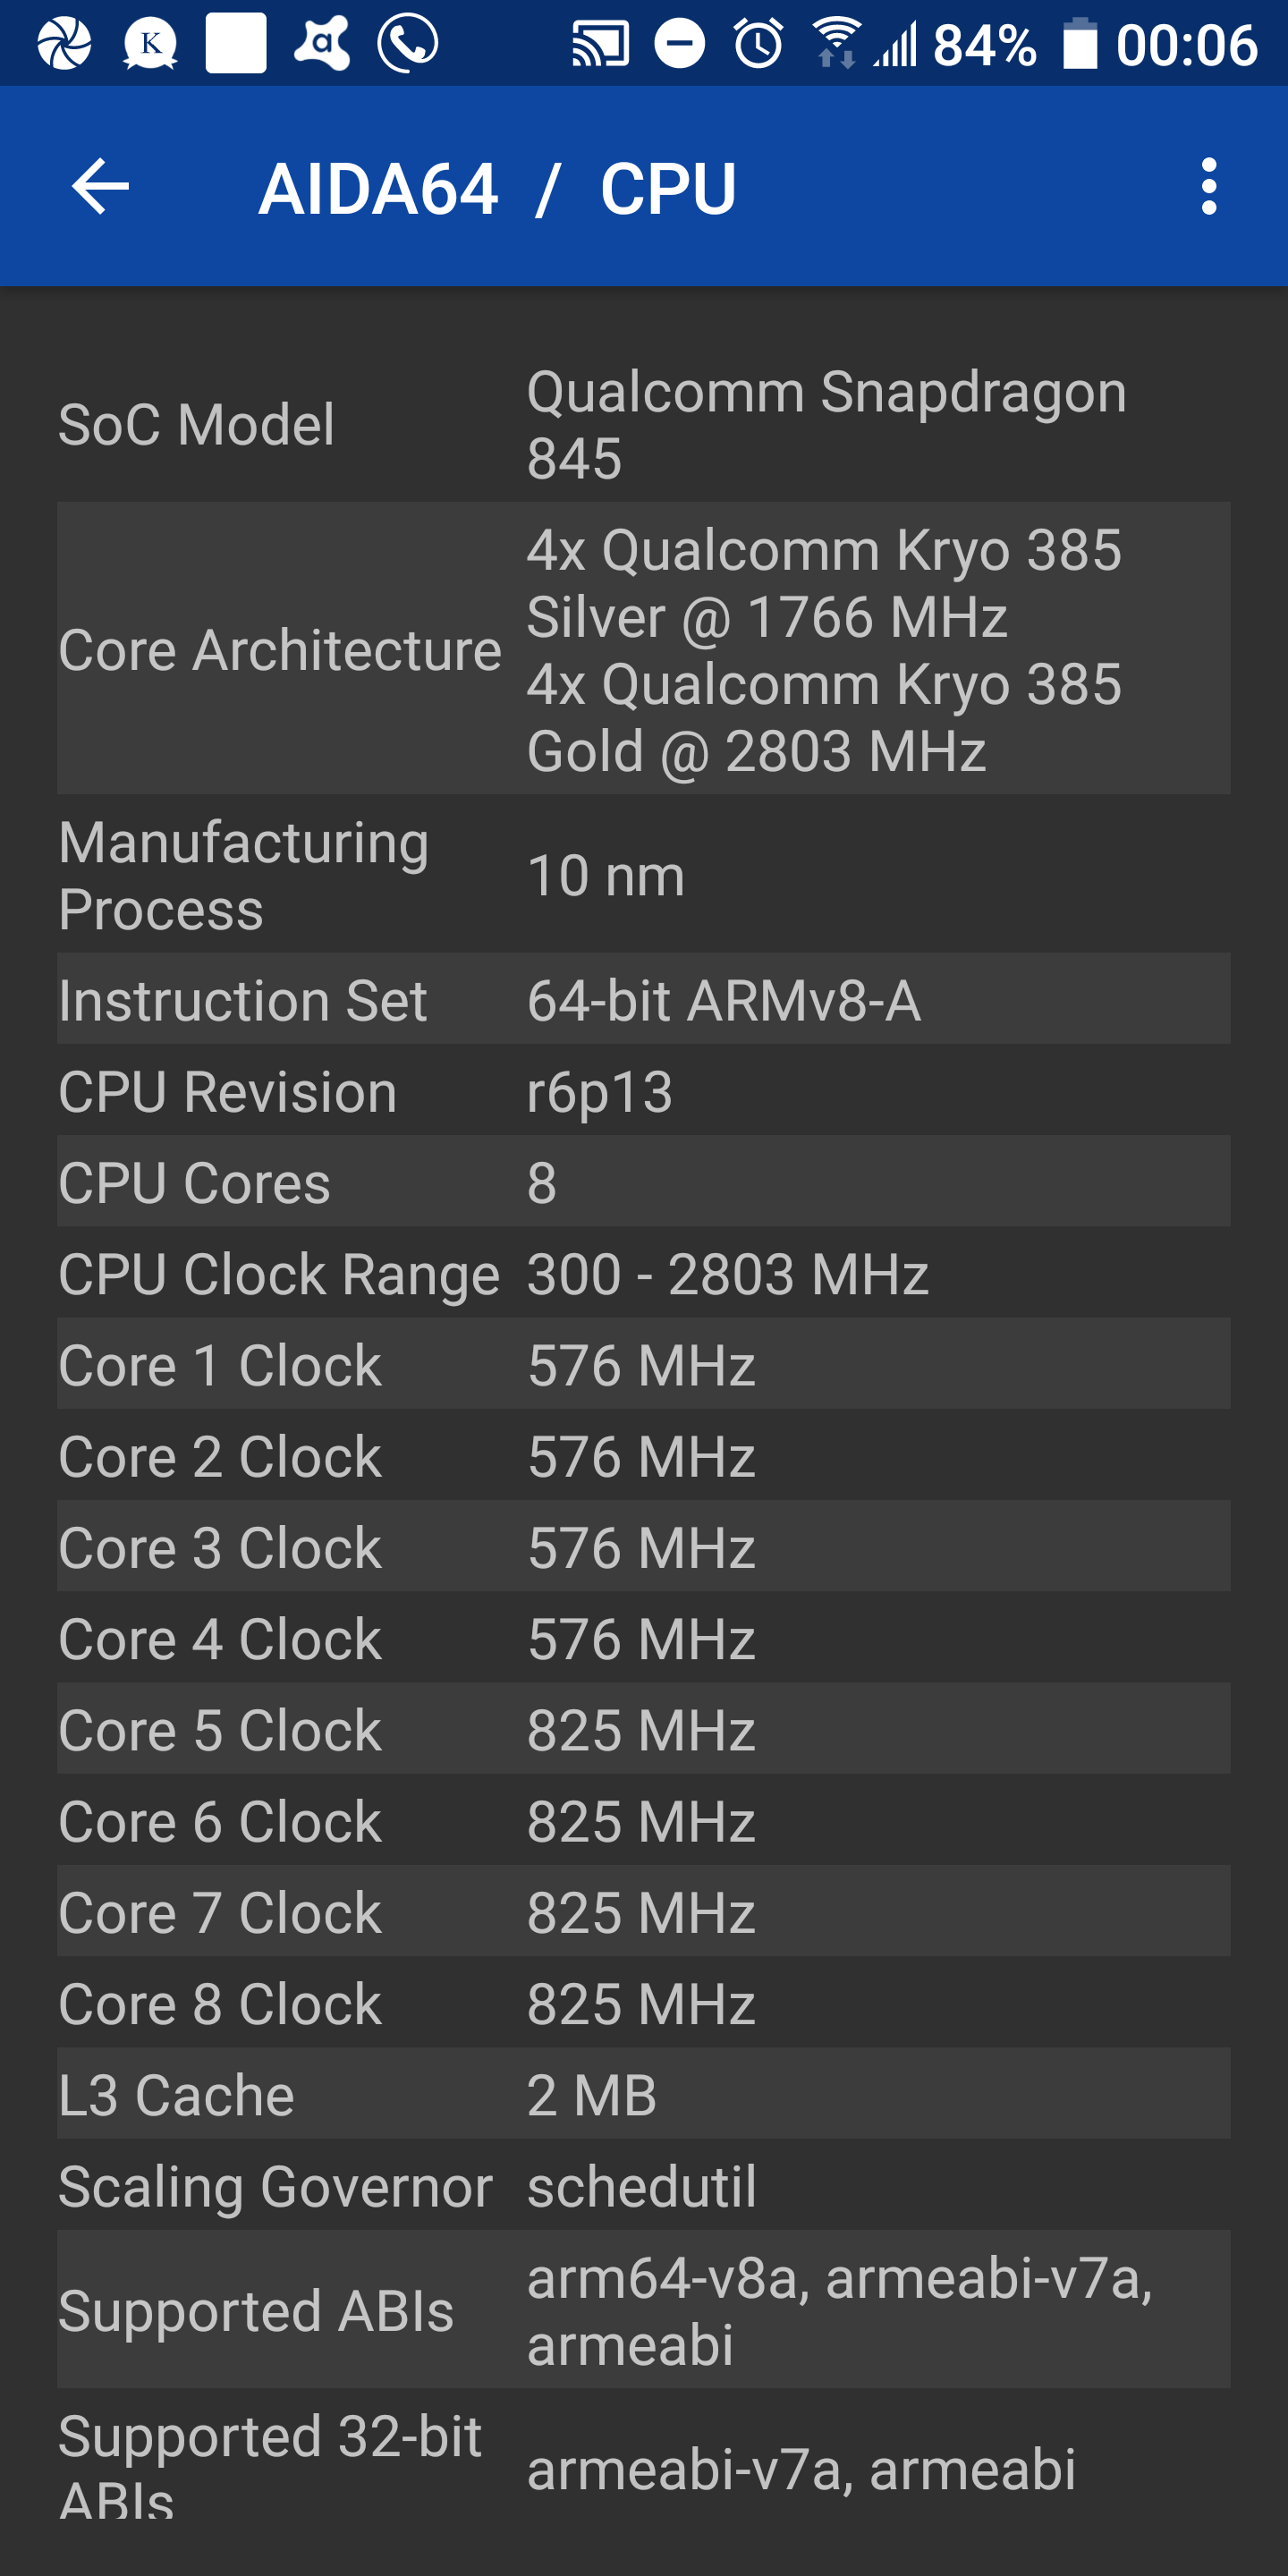 K
84% 00:06
AIDA64 / CPU
SoC Model
Qualcomm Snapdragon
845
Core Architecture
4x Qualcomm Kryo 385
Silver @ 1766 MHz
4x Qualcomm Kryo 385
Gold @ 2803 MHz
Manufacturing
Process
10 nm
Instruction Set 64-bit ARMv8-A
CPU Revision r6p13
CPU Cores 8
CPU Clock Range 300 - 2803 MHz
Core 1 Clock 576 MHz
Core 2 Clock 576 MHz
Core 3 Clock 576 MHz
Core 4 Clock 576 MHz
Core 5 Clock 825 MHz
Core 6 Clock 825 MHz
Core 7 Clock 825 MHz
Core 8 Clock 825 MHz
L3 Cache 2 MB
Scaling Governor schedutil
Supported ABIs
arm64-v8a, armeabi-v7a,
armeabi
Supported 32-bit
ABIs
armeabi-v7a, armeabi